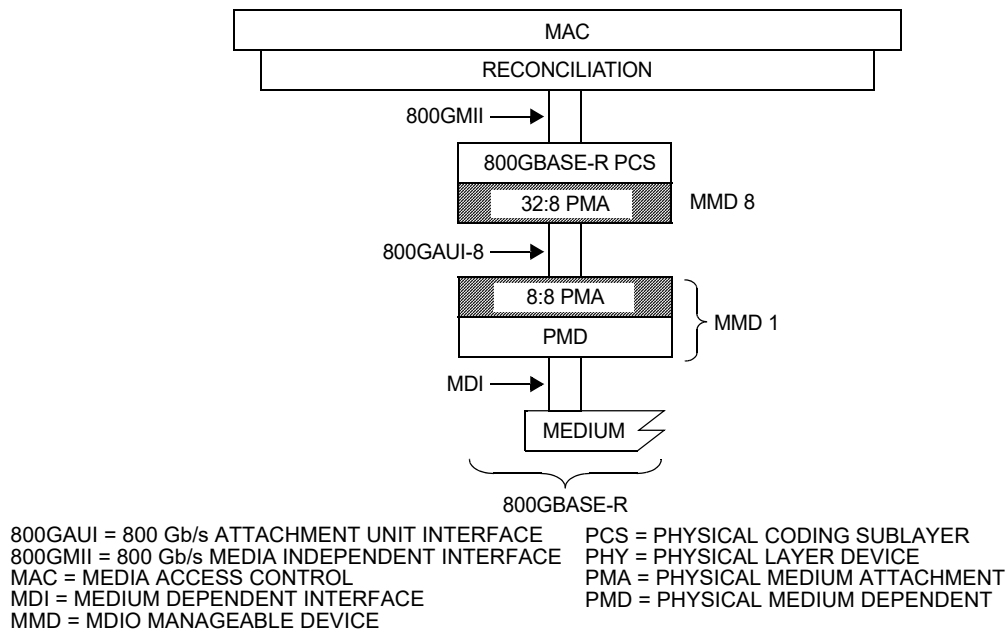 MAC
RECONCILIATION
800GMII
800GBASE-R PCS
32:8 PMA
MMD 8
800GAUI-8
8:8 PMA
MMD 1
PMD
MDI
MEDIUM
800GBASE-R
800GAUI = 800 Gb/s ATTACHMENT UNIT INTERFACE
800GMII = 800 Gb/s MEDIA INDEPENDENT INTERFACE
MAC = MEDIA ACCESS CONTROL
MDI = MEDIUM DEPENDENT INTERFACE
MMD = MDIO MANAGEABLE DEVICE
PCS = PHYSICAL CODING SUBLAYER
PHY = PHYSICAL LAYER DEVICE
PMA = PHYSICAL MEDIUM ATTACHMENT
PMD = PHYSICAL MEDIUM DEPENDENT